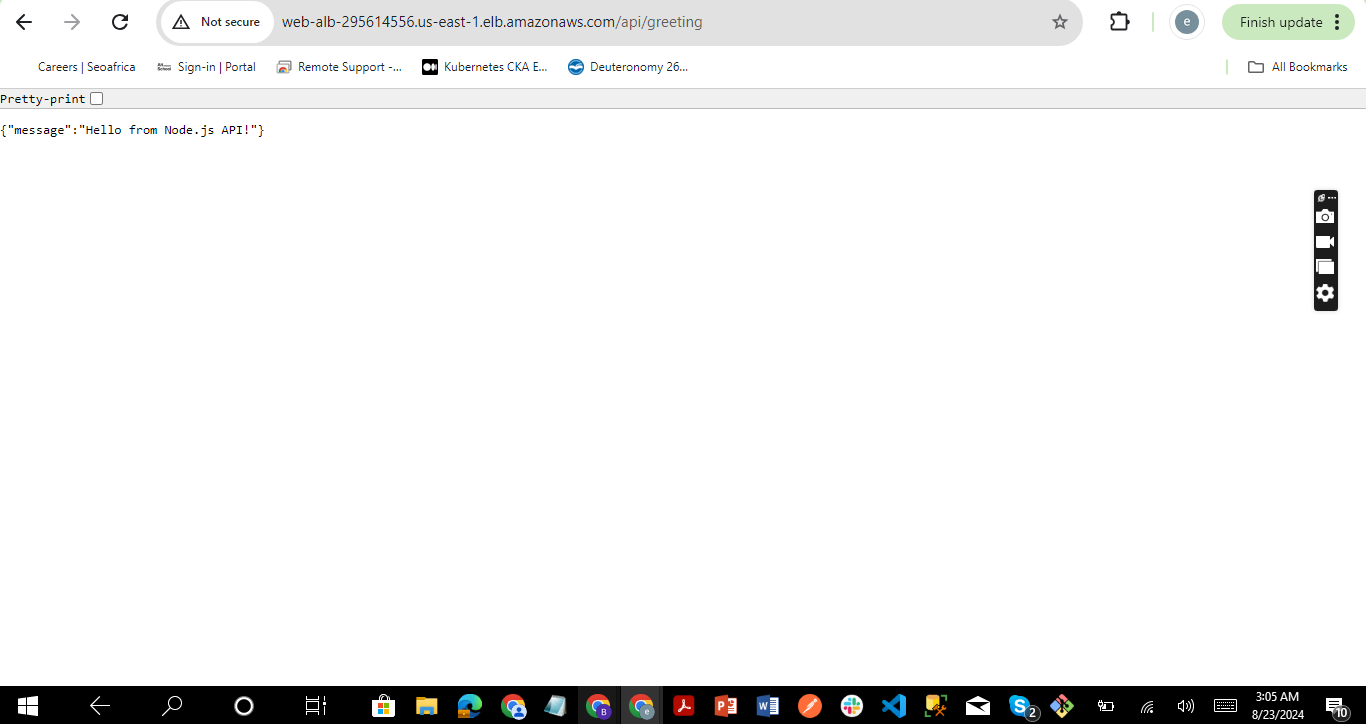 Not secure web-alb-295614556.us-east-1.elb.amazonaws.com/api/greeting e Finish update
Careers | Seoafrica Sign-in | Portal Remote Support -... Kubernetes CKA E... Deuteronomy 26... All Bookmarks
Pretty-print
{"message":"Hello from Node.js API!"}
3:05 AM
8/23/2024
B e 2 10